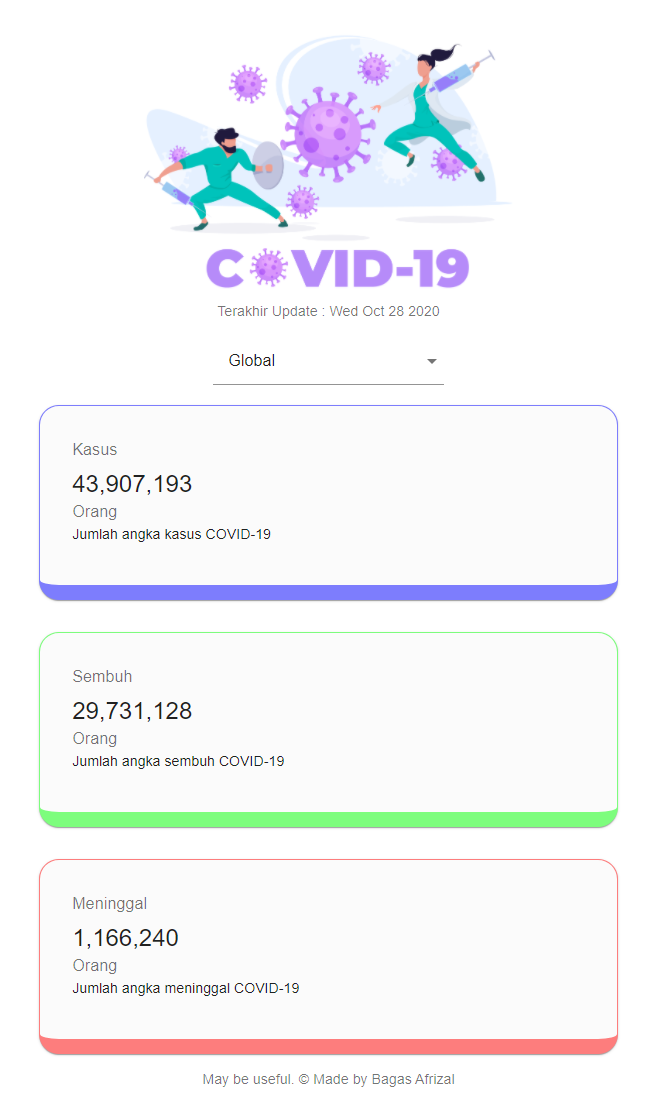 COVID-19
Terakhir Update : Wed Oct 28 2020
Global
Kasus
43,907,193
Orang
Jumlah angka kasus COVID-19
Sembuh
29,731,128
Orang
Jumlah angka sembuh COVID-19
Meninggal
1,166,240
Orang
Jumlah angka meninggal COVID-19
May be useful. © Made by Bagas Afrizal